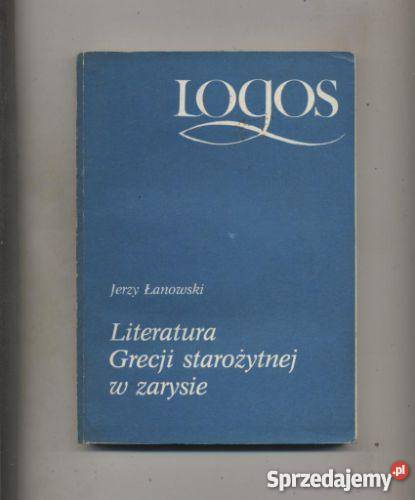 LOGOS
Jerzy Łanowski
Literatura
Grecji starożytnej
w zarysie
Sprzedajemy.pl